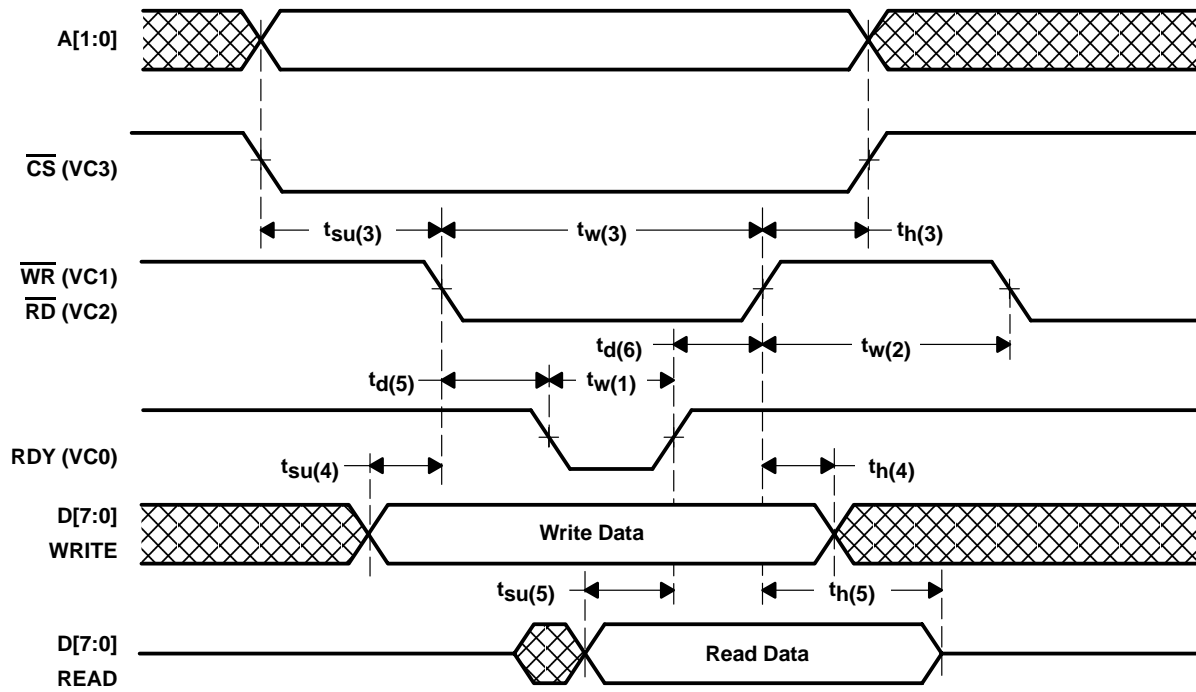 A[1:0]
CS (VC3)
tsu(3)
tw(3)
th(3)
WR (VC1)
RD (VC2)
td(6)
tw(2)
td(5)
tw(1)
RDY (VC0)
tsu(4)
th(4)
D[7:0]
WRITE
Write Data
tsu(5)
th(5)
D[7:0]
READ
Read Data